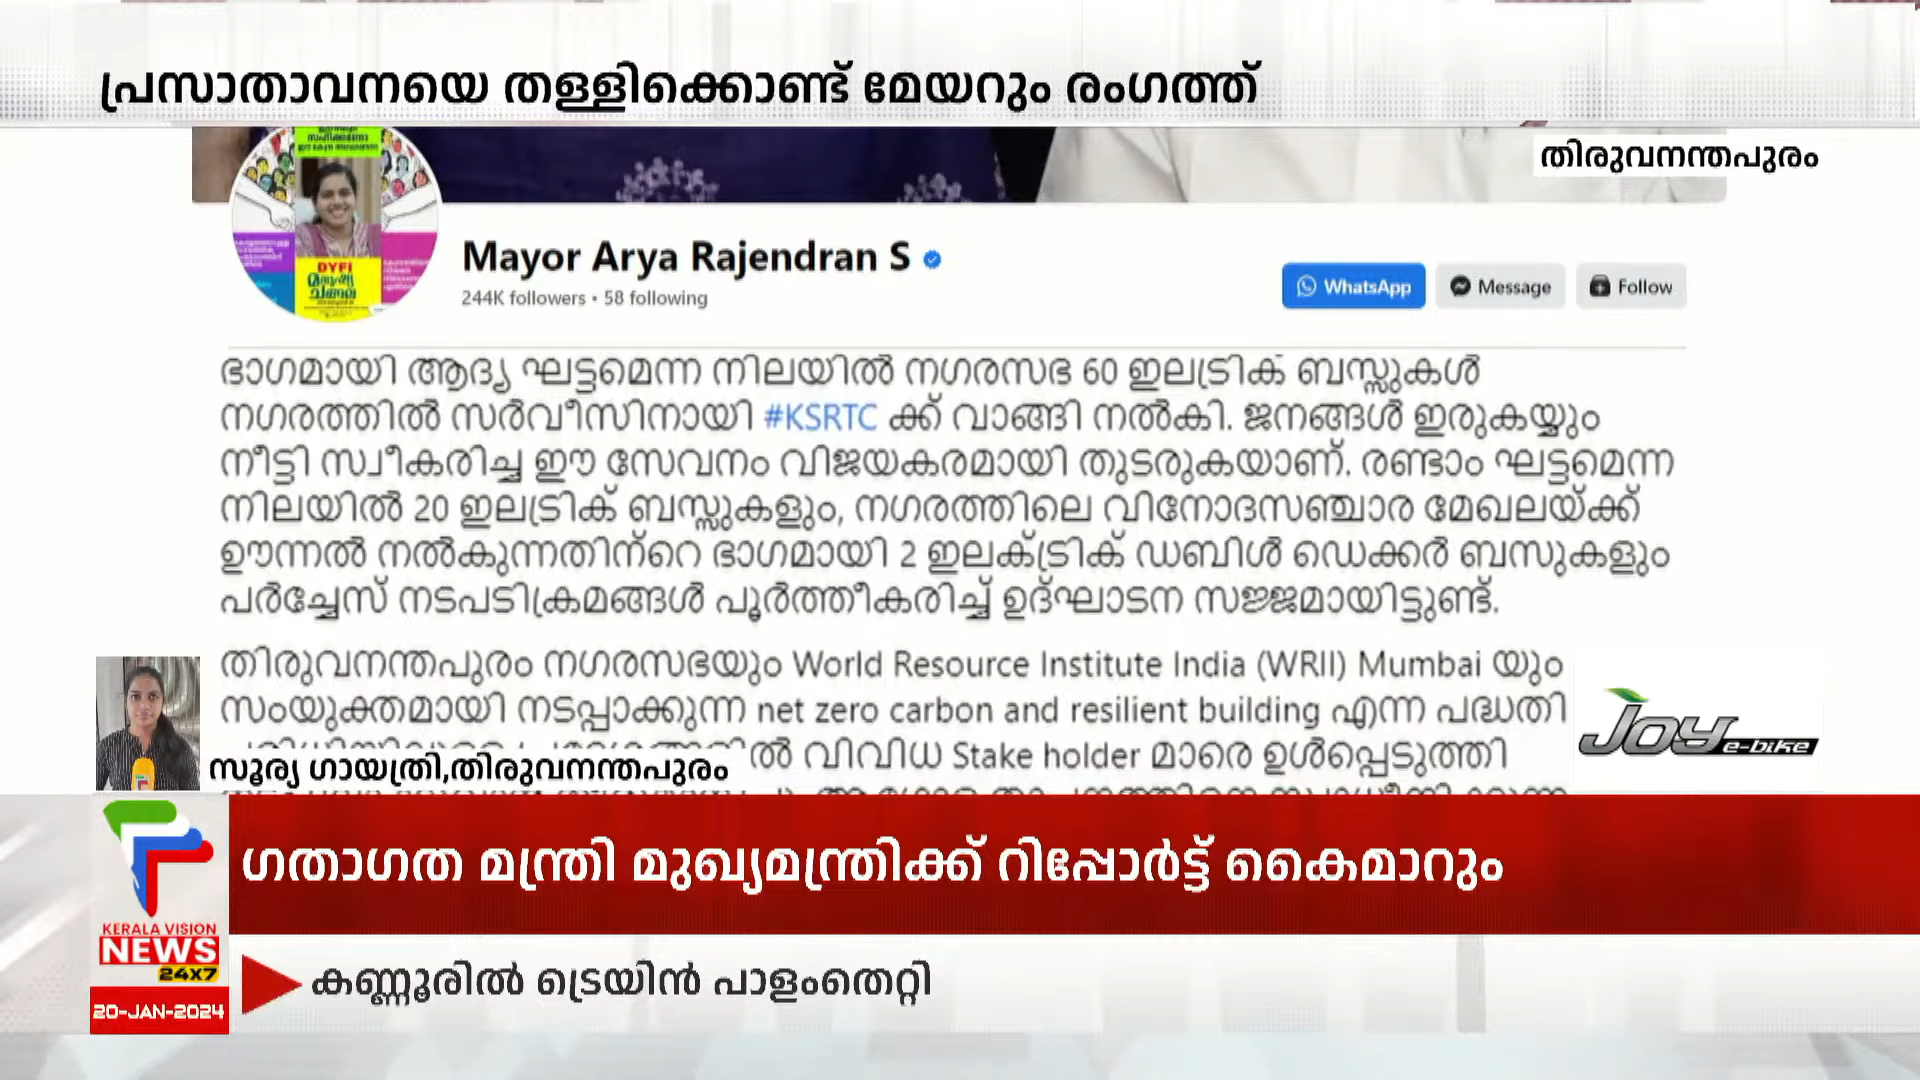 പ്രസാതാവനയെ തള്ളിക്കൊണ്ട് മേയറും രംഗത്ത്
തിരുവനന്തപുരം
DYFI
മനുഷ്യ
ചങ്ങല
Mayor Arya Rajendran S
244K followers • 58 following
WhatsApp
Message
Follow
ഭാഗമായി ആദ്യ ഘട്ടമെന്ന നിലയിൽ നഗരസഭ 60 ഇലട്രിക് ബസ്സുകൾ
നഗരത്തിൽ സർവീസിനായി #KSRTC ക്ക് വാങ്ങി നൽകി. ജനങ്ങൾ ഇരുകയ്യും
നീട്ടി സ്വീകരിച്ച ഈ സേവനം വിജയകരമായി തുടരുകയാണ്. രണ്ടാം ഘട്ടമെന്ന
നിലയിൽ 20 ഇലട്രിക് ബസ്സുകളും, നഗരത്തിലെ വിനോദസഞ്ചാര മേഖലയ്ക്ക്
ഊന്നൽ നൽകുന്നതിന്റെ ഭാഗമായി 2 ഇലക്ട്രിക് ഡബിൾ ഡെക്കർ ബസുകളും
പർച്ചേസ് നടപടിക്രമങ്ങൾ പൂർത്തീകരിച്ച് ഉദ്ഘാടന സജ്ജമായിട്ടുണ്ട്.
തിരുവനന്തപുരം നഗരസഭയും World Resource Institute India (WRII) Mumbai യും
സംയുക്തമായി നടപ്പാക്കുന്ന net zero carbon and resilient building എന്ന പദ്ധതി
വിവിധ Stake holder മാരെ ഉൾപ്പെടുത്തി
സൂര്യ ഗായത്രി,തിരുവനന്തപുരം
Joy e-bike
ഗതാഗത മന്ത്രി മുഖ്യമന്ത്രിക്ക് റിപ്പോർട്ട് കൈമാറും
KERALA VISION
NEWS
24x7
20-JAN-2024
കണ്ണൂരിൽ ട്രെയിൻ പാളംതെറ്റി